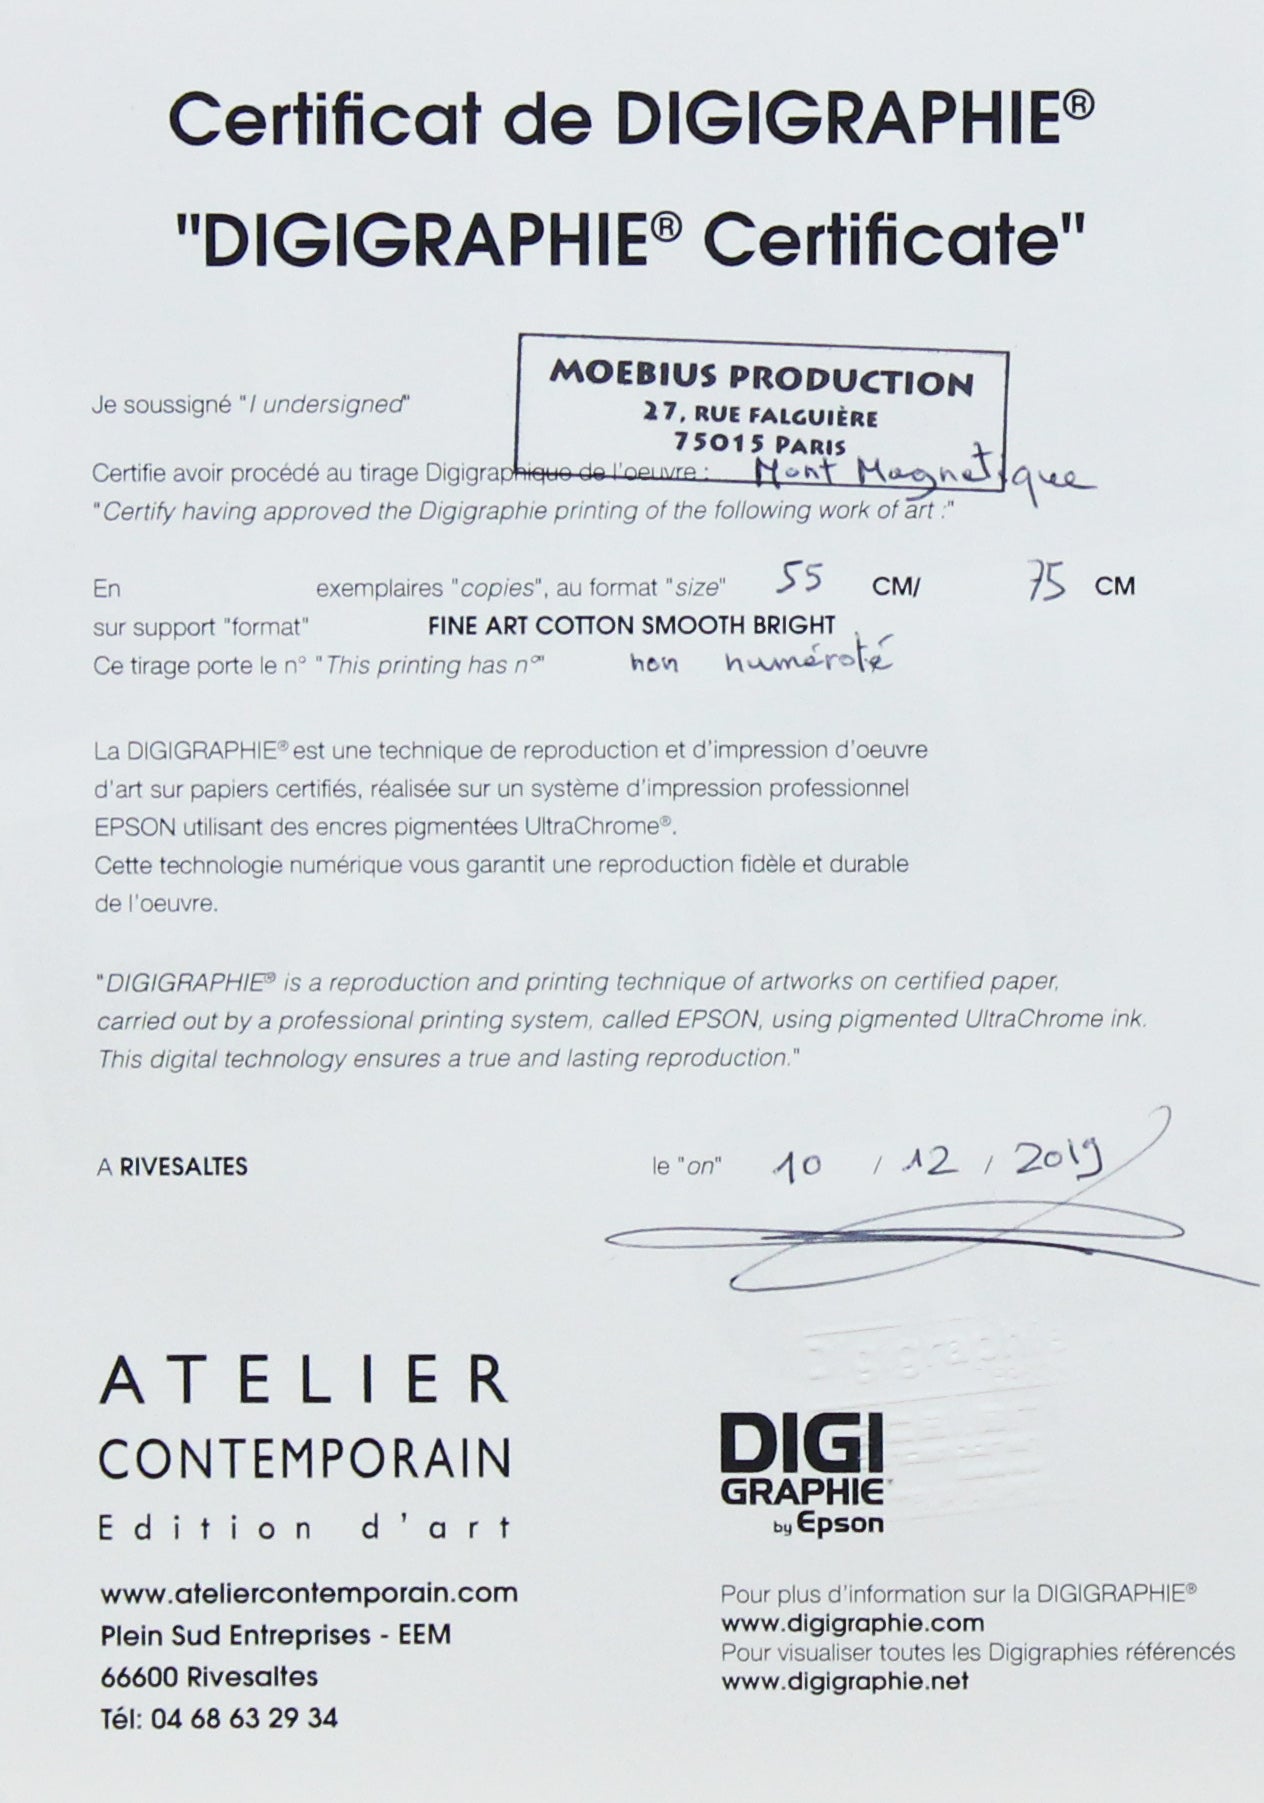 Certificat de DIGIGRAPHIE®
"DIGIGRAPHIE® Certificate"
MOEBIUS PRODUCTION
27, RUE FALGUIÈRE
75015 PARIS
Je soussigné "I undersigned"
Certifie avoir procédé au tirage Digigraphique de l'oeuvre : Mont Magnetique
"Certify having approved the Digigraphie printing of the following work of art :"
En exemplaires "copies", au format "size" 55 CM/ 75 CM
sur support "format" FINE ART COTTON SMOOTH BRIGHT
Ce tirage porte le n° "This printing has n°" non numéroté
La DIGIGRAPHIE® est une technique de reproduction et d'impression d'oeuvre
d'art sur papiers certifiés, réalisée sur un système d'impression professionnel
EPSON utilisant des encres pigmentées UltraChrome®.
Cette technologie numérique vous garantit une reproduction fidèle et durable
de l'oeuvre.
"DIGIGRAPHIE® is a reproduction and printing technique of artworks on certified paper,
carried out by a professional printing system, called EPSON, using pigmented UltraChrome ink.
This digital technology ensures a true and lasting reproduction."
A RIVESALTES le "on" 10 / 12 / 2019
Digigraphie
ATELIER
CONTEMPORAIN
Edition d'art
www.ateliercontemporain.com
Plein Sud Entreprises - EEM
66600 Rivesaltes
Tél: 04 68 63 29 34
DIGI
GRAPHIE
by Epson
Pour plus d'information sur la DIGIGRAPHIE®
www.digigraphie.com
Pour visualiser toutes les Digigraphies référencés
www.digigraphie.net